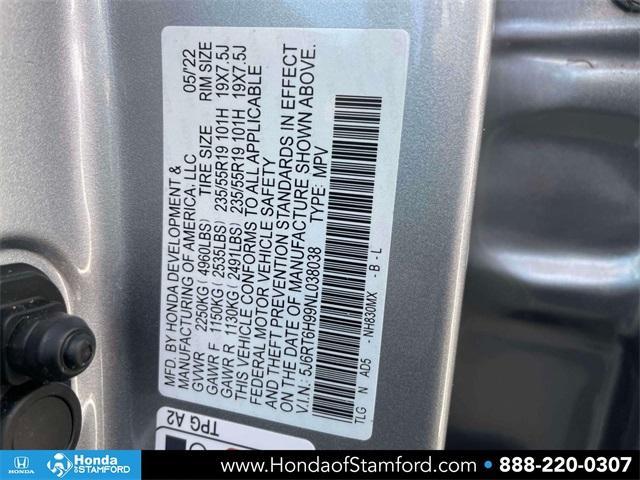 MFD. BY HONDA DEVELOPMENT & 05/22
MANUFACTURING OF AMERICA, LLC
TIRE SIZE RIM SIZE
GVWR 2250KG ( 4960LBS)
GAWR F 1150KG ( 2535LBS) 235/55R19 101H 19X7.5J
GAWR R 1130KG ( 2491LBS) 235/55R19 101H 19X7.5J
THIS VEHICLE CONFORMS TO ALL APPLICABLE
FEDERAL MOTOR VEHICLE SAFETY
AND THEFT PREVENTION STANDARDS IN EFFECT
ON THE DATE OF MANUFACTURE SHOWN ABOVE.
V.I.N.: 5J6RT6H99NL038038 TYPE: MPV
TLG N AD5 - NH830MX - B - L
TPG A2
HONDA
Honda
OF STAMFORD
www.HondaofStamford.com • 888-220-0307